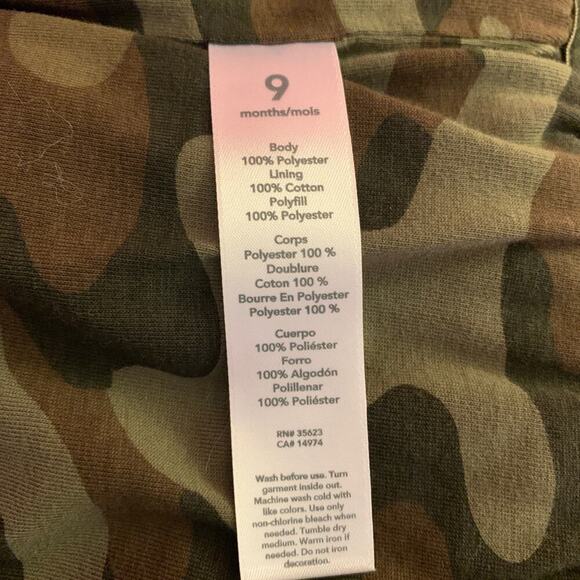 9
months/mois
Body
100% Polyester
Lining
100% Cotton
Polyfill
100% Polyester
Corps
Polyester 100 %
Doublure
Coton 100 %
Bourre En Polyester
Polyester 100 %
Cuerpo
100% Poliéster
Forro
100% Algodón
Polillenar
100% Poliéster
RN# 35623
CA# 14974
Wash before use. Turn
garment inside out.
Machine wash cold with
like colors. Use only
non-chlorine bleach when
needed. Tumble dry
medium. Warm iron if
needed. Do not iron
decoration.